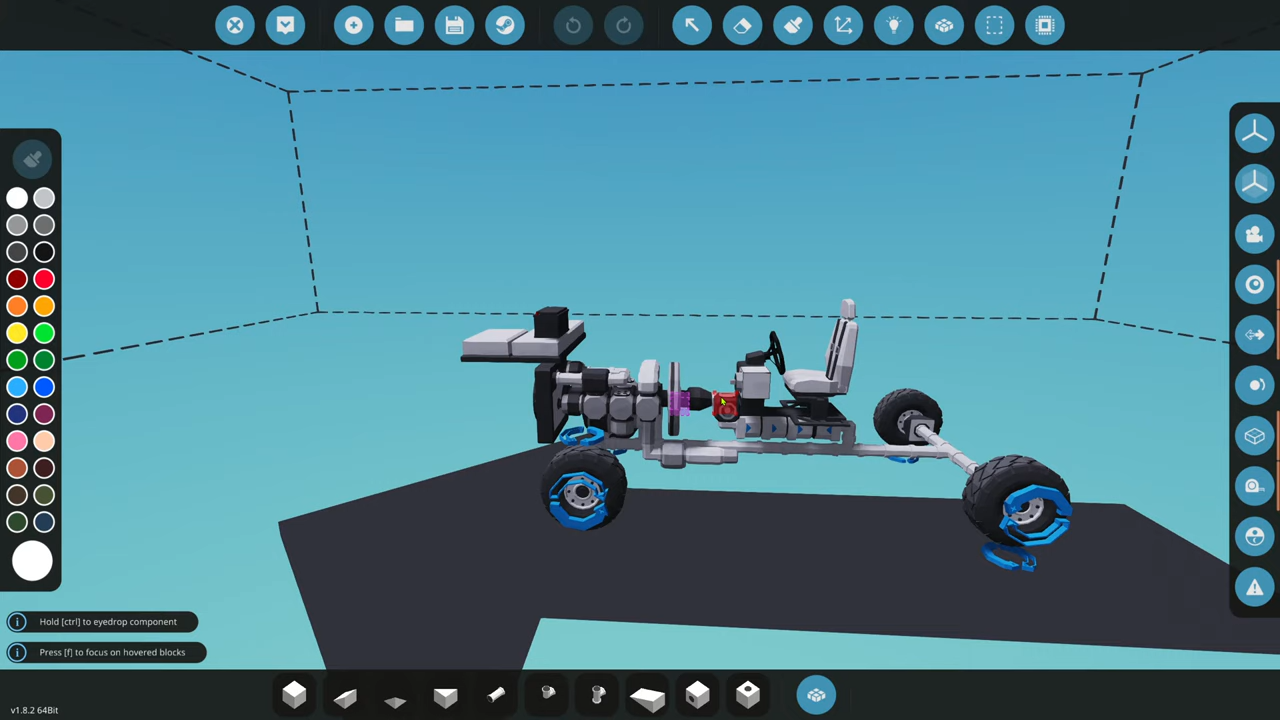 Hold [ctrl] to eyedrop component
Press [f] to focus on hovered blocks
v1.8.2 64Bit